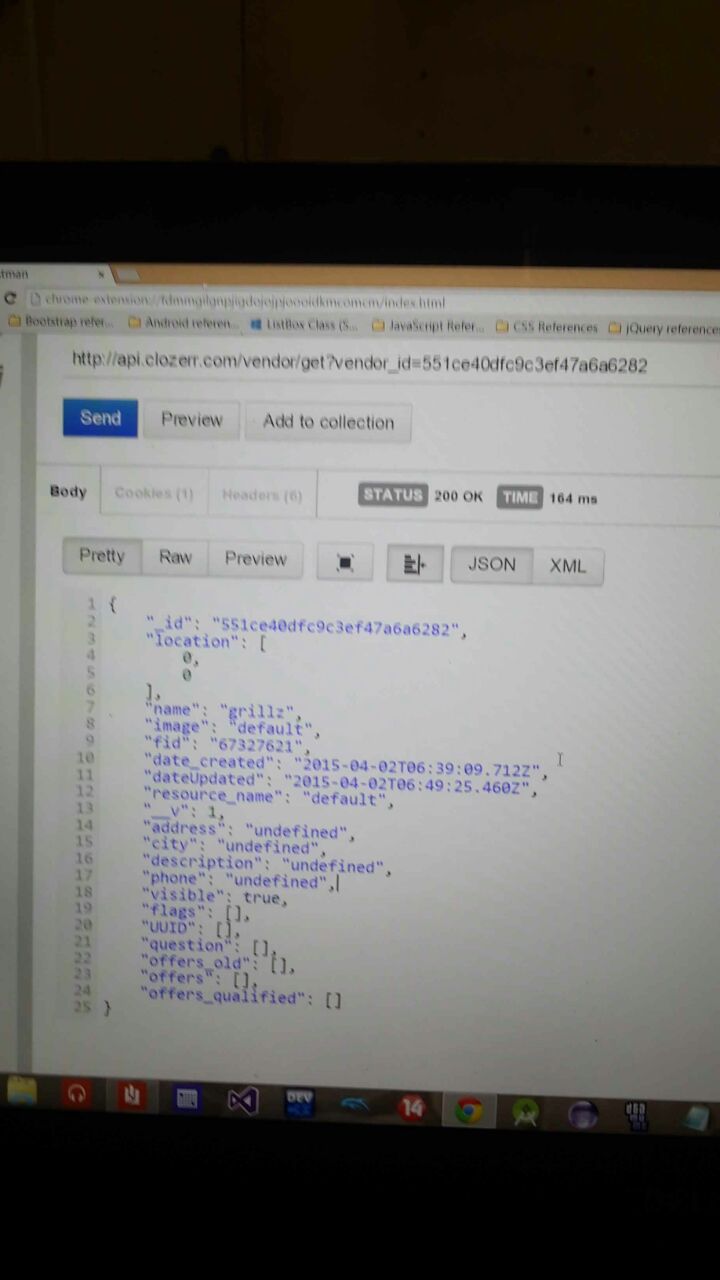 tman
chrome-extension://fdmmgilgnpjigdojojpjoooidkmcomcm/index.html
Bootstrap refer... Android referen... ListBox Class (S... JavaScript Refer... CSS References jQuery references
http://api.clozerr.com/vendor/get?vendor_id=551ce40dfc9c3ef47a6a6282
Send Preview Add to collection
Body Cookies (1) Headers (6) STATUS 200 OK TIME 164 ms
Pretty Raw Preview JSON XML
1 {
2 "_id": "551ce40dfc9c3ef47a6a6282",
3 "location": [
4 0,
5 0
6 ],
7 "name": "grillz",
8 "image": "default",
9 "fid": "67327621",
10 "date_created": "2015-04-02T06:39:09.712Z",
11 "dateUpdated": "2015-04-02T06:49:25.460Z",
12 "resource_name": "default",
13 "__v": 1,
14 "address": "undefined",
15 "city": "undefined",
16 "description": "undefined",
17 "phone": "undefined",
18 "visible": true,
19 "flags": [],
20 "UUID": [],
21 "question": [],
22 "offers_old": [],
23 "offers": [],
24 "offers_qualified": []
25 }
DEV 14